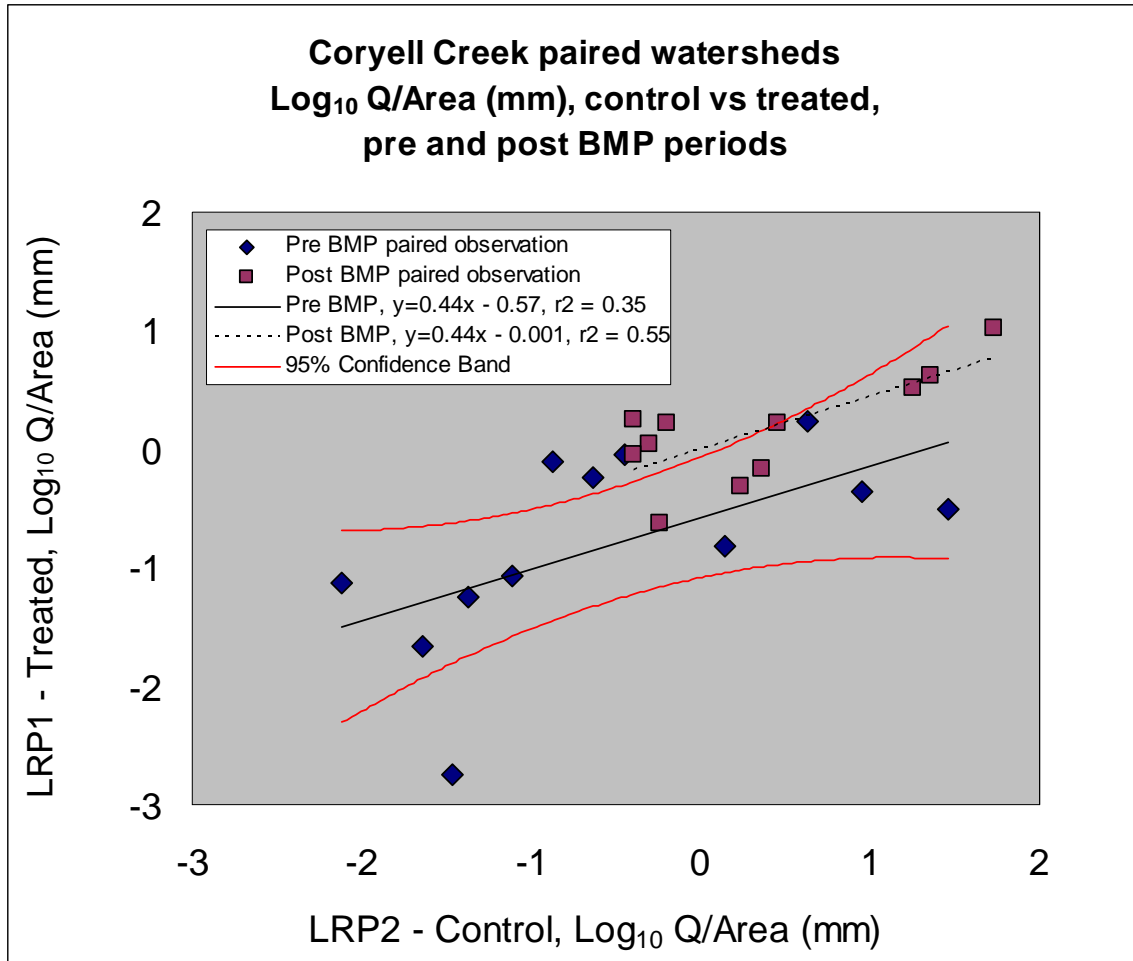 Coryell Creek paired watersheds
Log₁₀ Q/Area (mm), control vs treated,
pre and post BMP periods
LRP1 - Treated, Log₁₀ Q/Area (mm)
2
1
0
-1
-2
-3
Pre BMP paired observation
Post BMP paired observation
Pre BMP, y=0.44x - 0.57, r2 = 0.35
Post BMP, y=0.44x - 0.001, r2 = 0.55
95% Confidence Band
-3 -2 -1 0 1 2
LRP2 - Control, Log₁₀ Q/Area (mm)